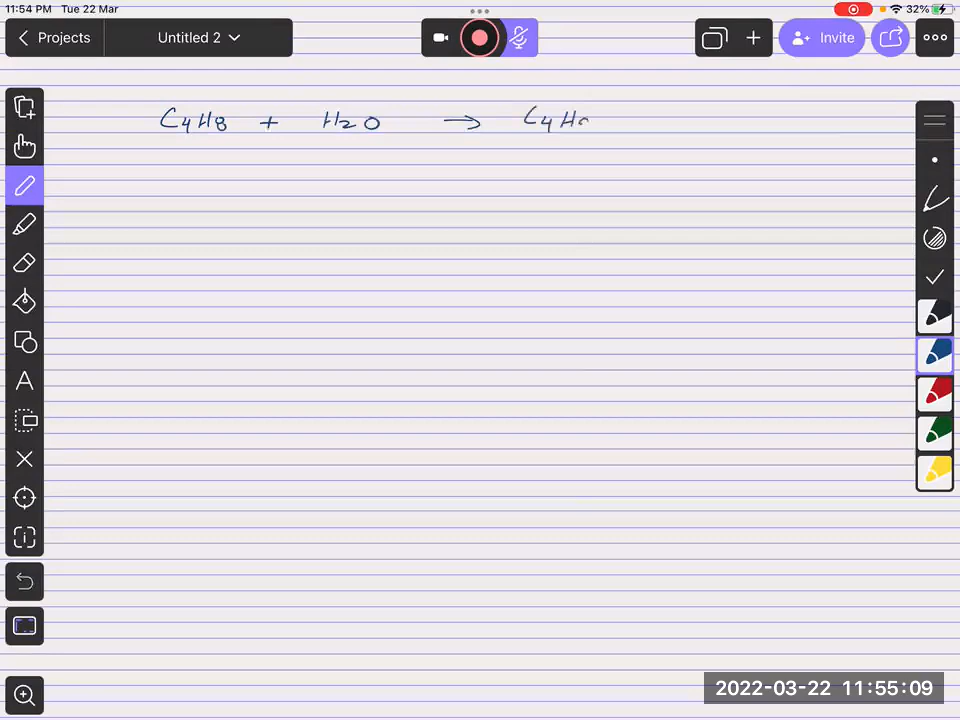 11:54 PM Tue 22 Mar 32%
Projects Untitled 2 Invite
C4H8 + H2O → C4H
A
2022-03-22 11:55:09